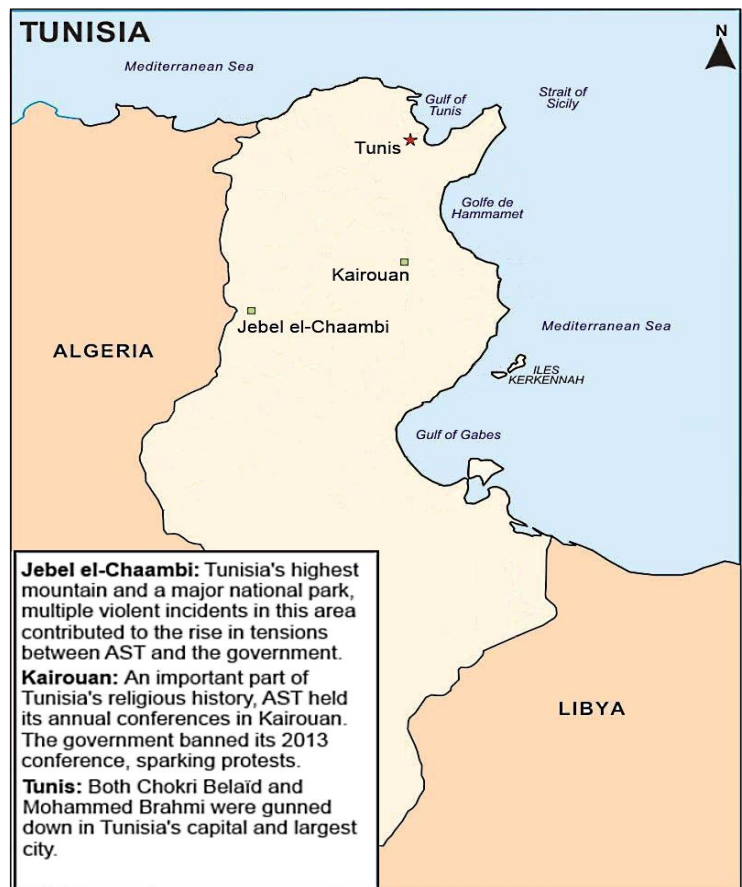 TUNISIA
N
Mediterranean Sea
Gulf of
Tunis
Strait of
Sicily
Tunis
Golfe de
Hammamet
Kairouan
Jebel el-Chaambi
Mediterranean Sea
ALGERIA
ILES
KERKENNAH
Gulf of Gabes
Jebel el-Chaambi: Tunisia's highest
mountain and a major national park,
multiple violent incidents in this area
contributed to the rise in tensions
between AST and the government.
Kairouan: An important part of
Tunisia's religious history, AST held
its annual conferences in Kairouan.
The government banned its 2013
conference, sparking protests.
Tunis: Both Chokri Belaïd and
Mohammed Brahmi were gunned
down in Tunisia's capital and largest
city.
LIBYA